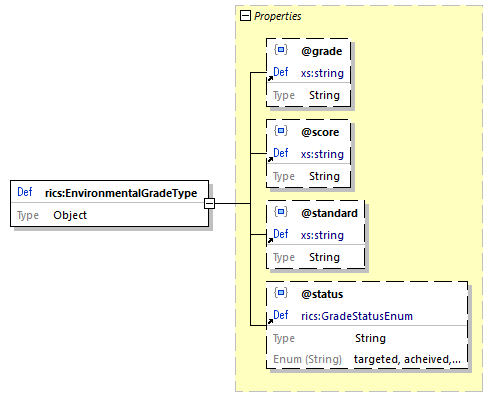 Properties
@grade
Def xs:string
Type String
@score
Def xs:string
Type String
Def rics:EnvironmentalGradeType
Type Object
@standard
Def xs:string
Type String
@status
Def rics:GradeStatusEnum
Type String
Enum (String) targeted, acheived,...